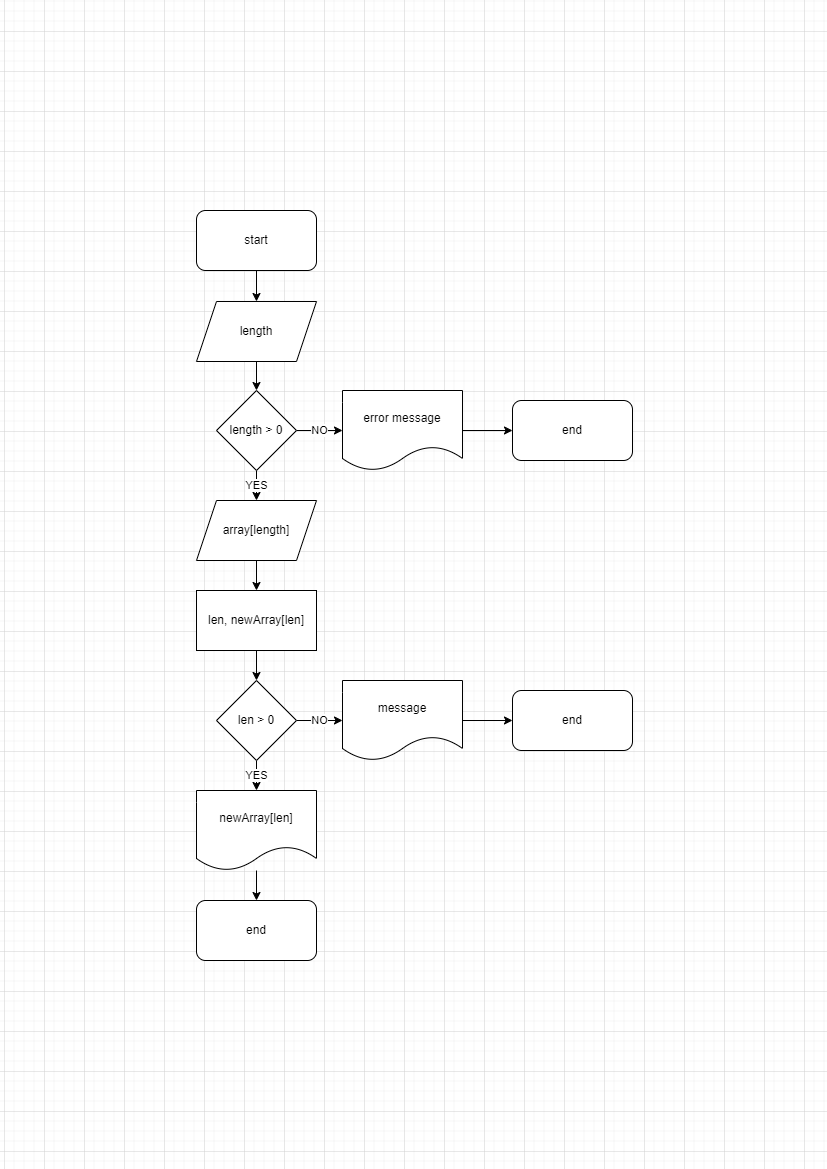 start
length
length > 0
NO
error message
end
YES
array[length]
len, newArray[len]
len > 0
NO
message
end
YES
newArray[len]
end